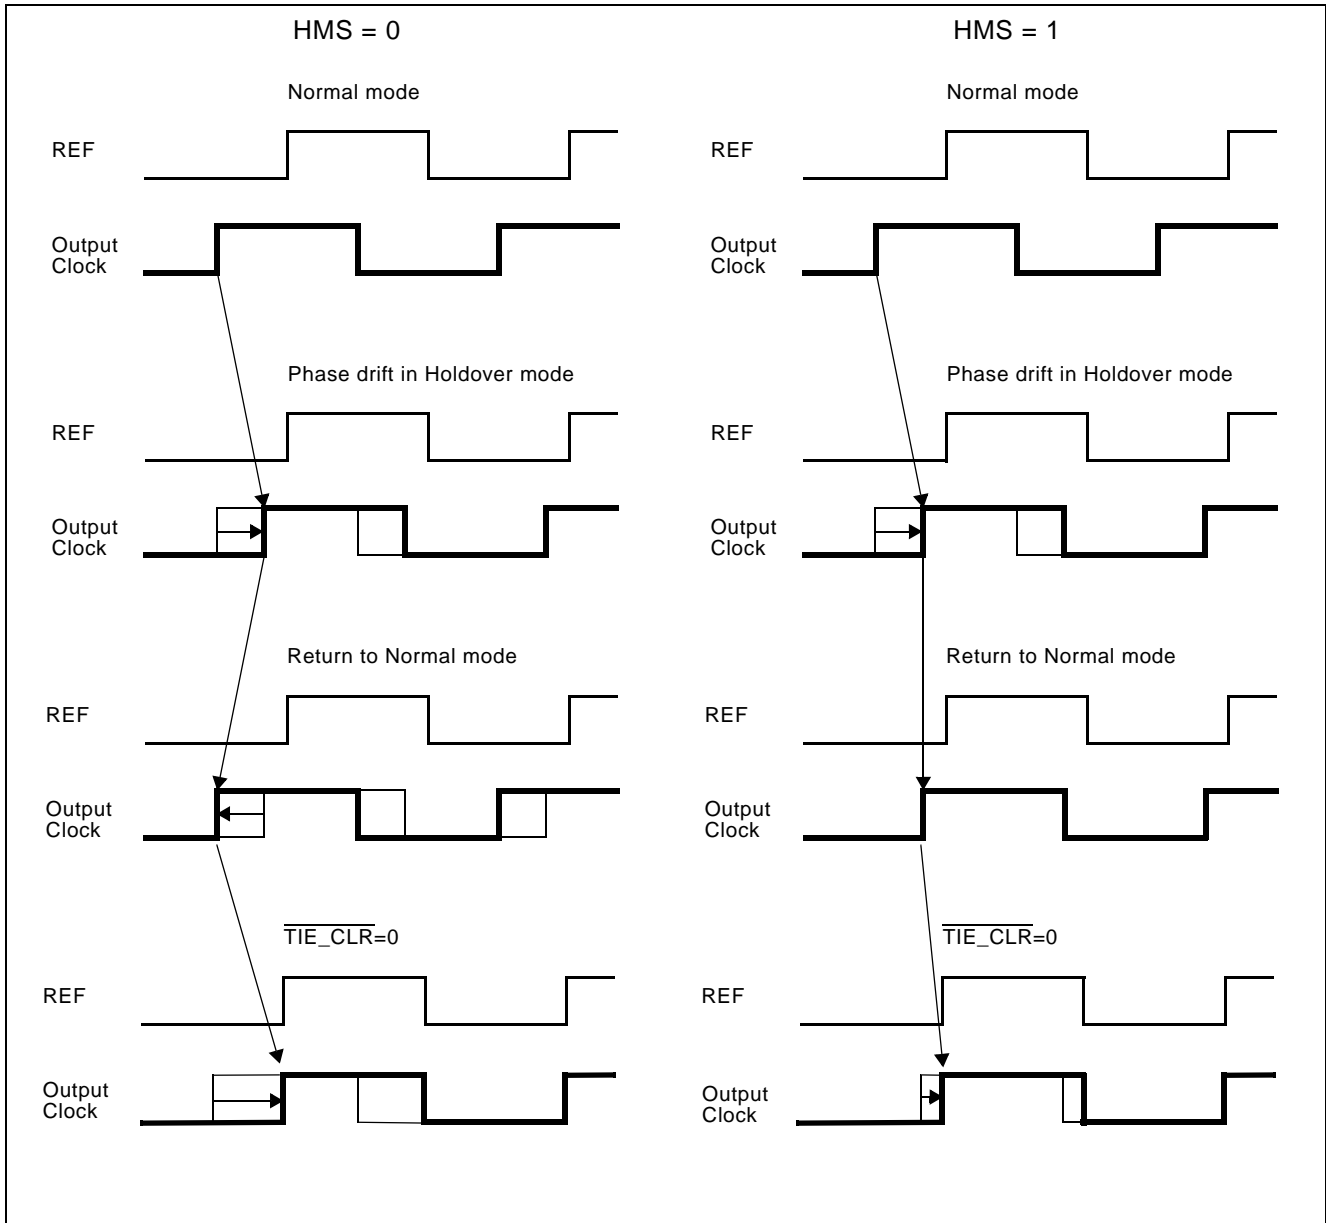 HMS = 0
Normal mode
REF
Output
Clock
Phase drift in Holdover mode
REF
Output
Clock
Return to Normal mode
REF
Output
Clock
TIE_CLR=0
REF
Output
Clock
HMS = 1
Normal mode
REF
Output
Clock
Phase drift in Holdover mode
REF
Output
Clock
Return to Normal mode
REF
Output
Clock
TIE_CLR=0
REF
Output
Clock